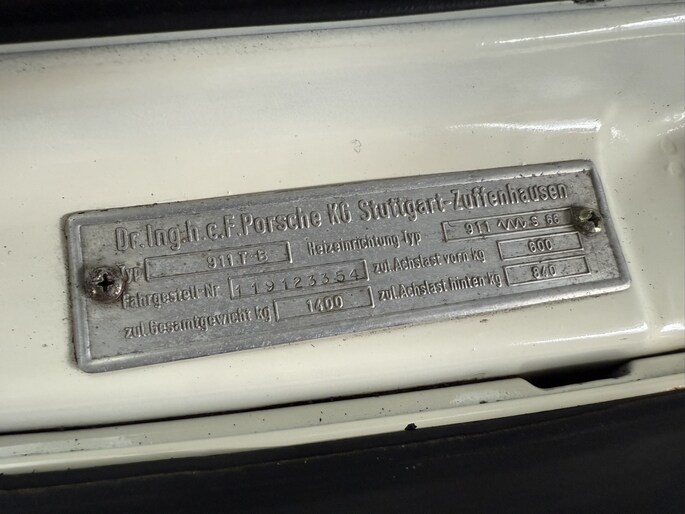 Dr.Ing.h.c.F.Porsche KG Stuttgart-Zuffenhausen
Typ 911 T B Heizeinrichtung Typ 911 WW S 66
Fahrgestell-Nr 119123354 zul.Achslast vorn kg 600
zul.Gesamtgewicht kg 1400 zul.Achslast hinten kg 840